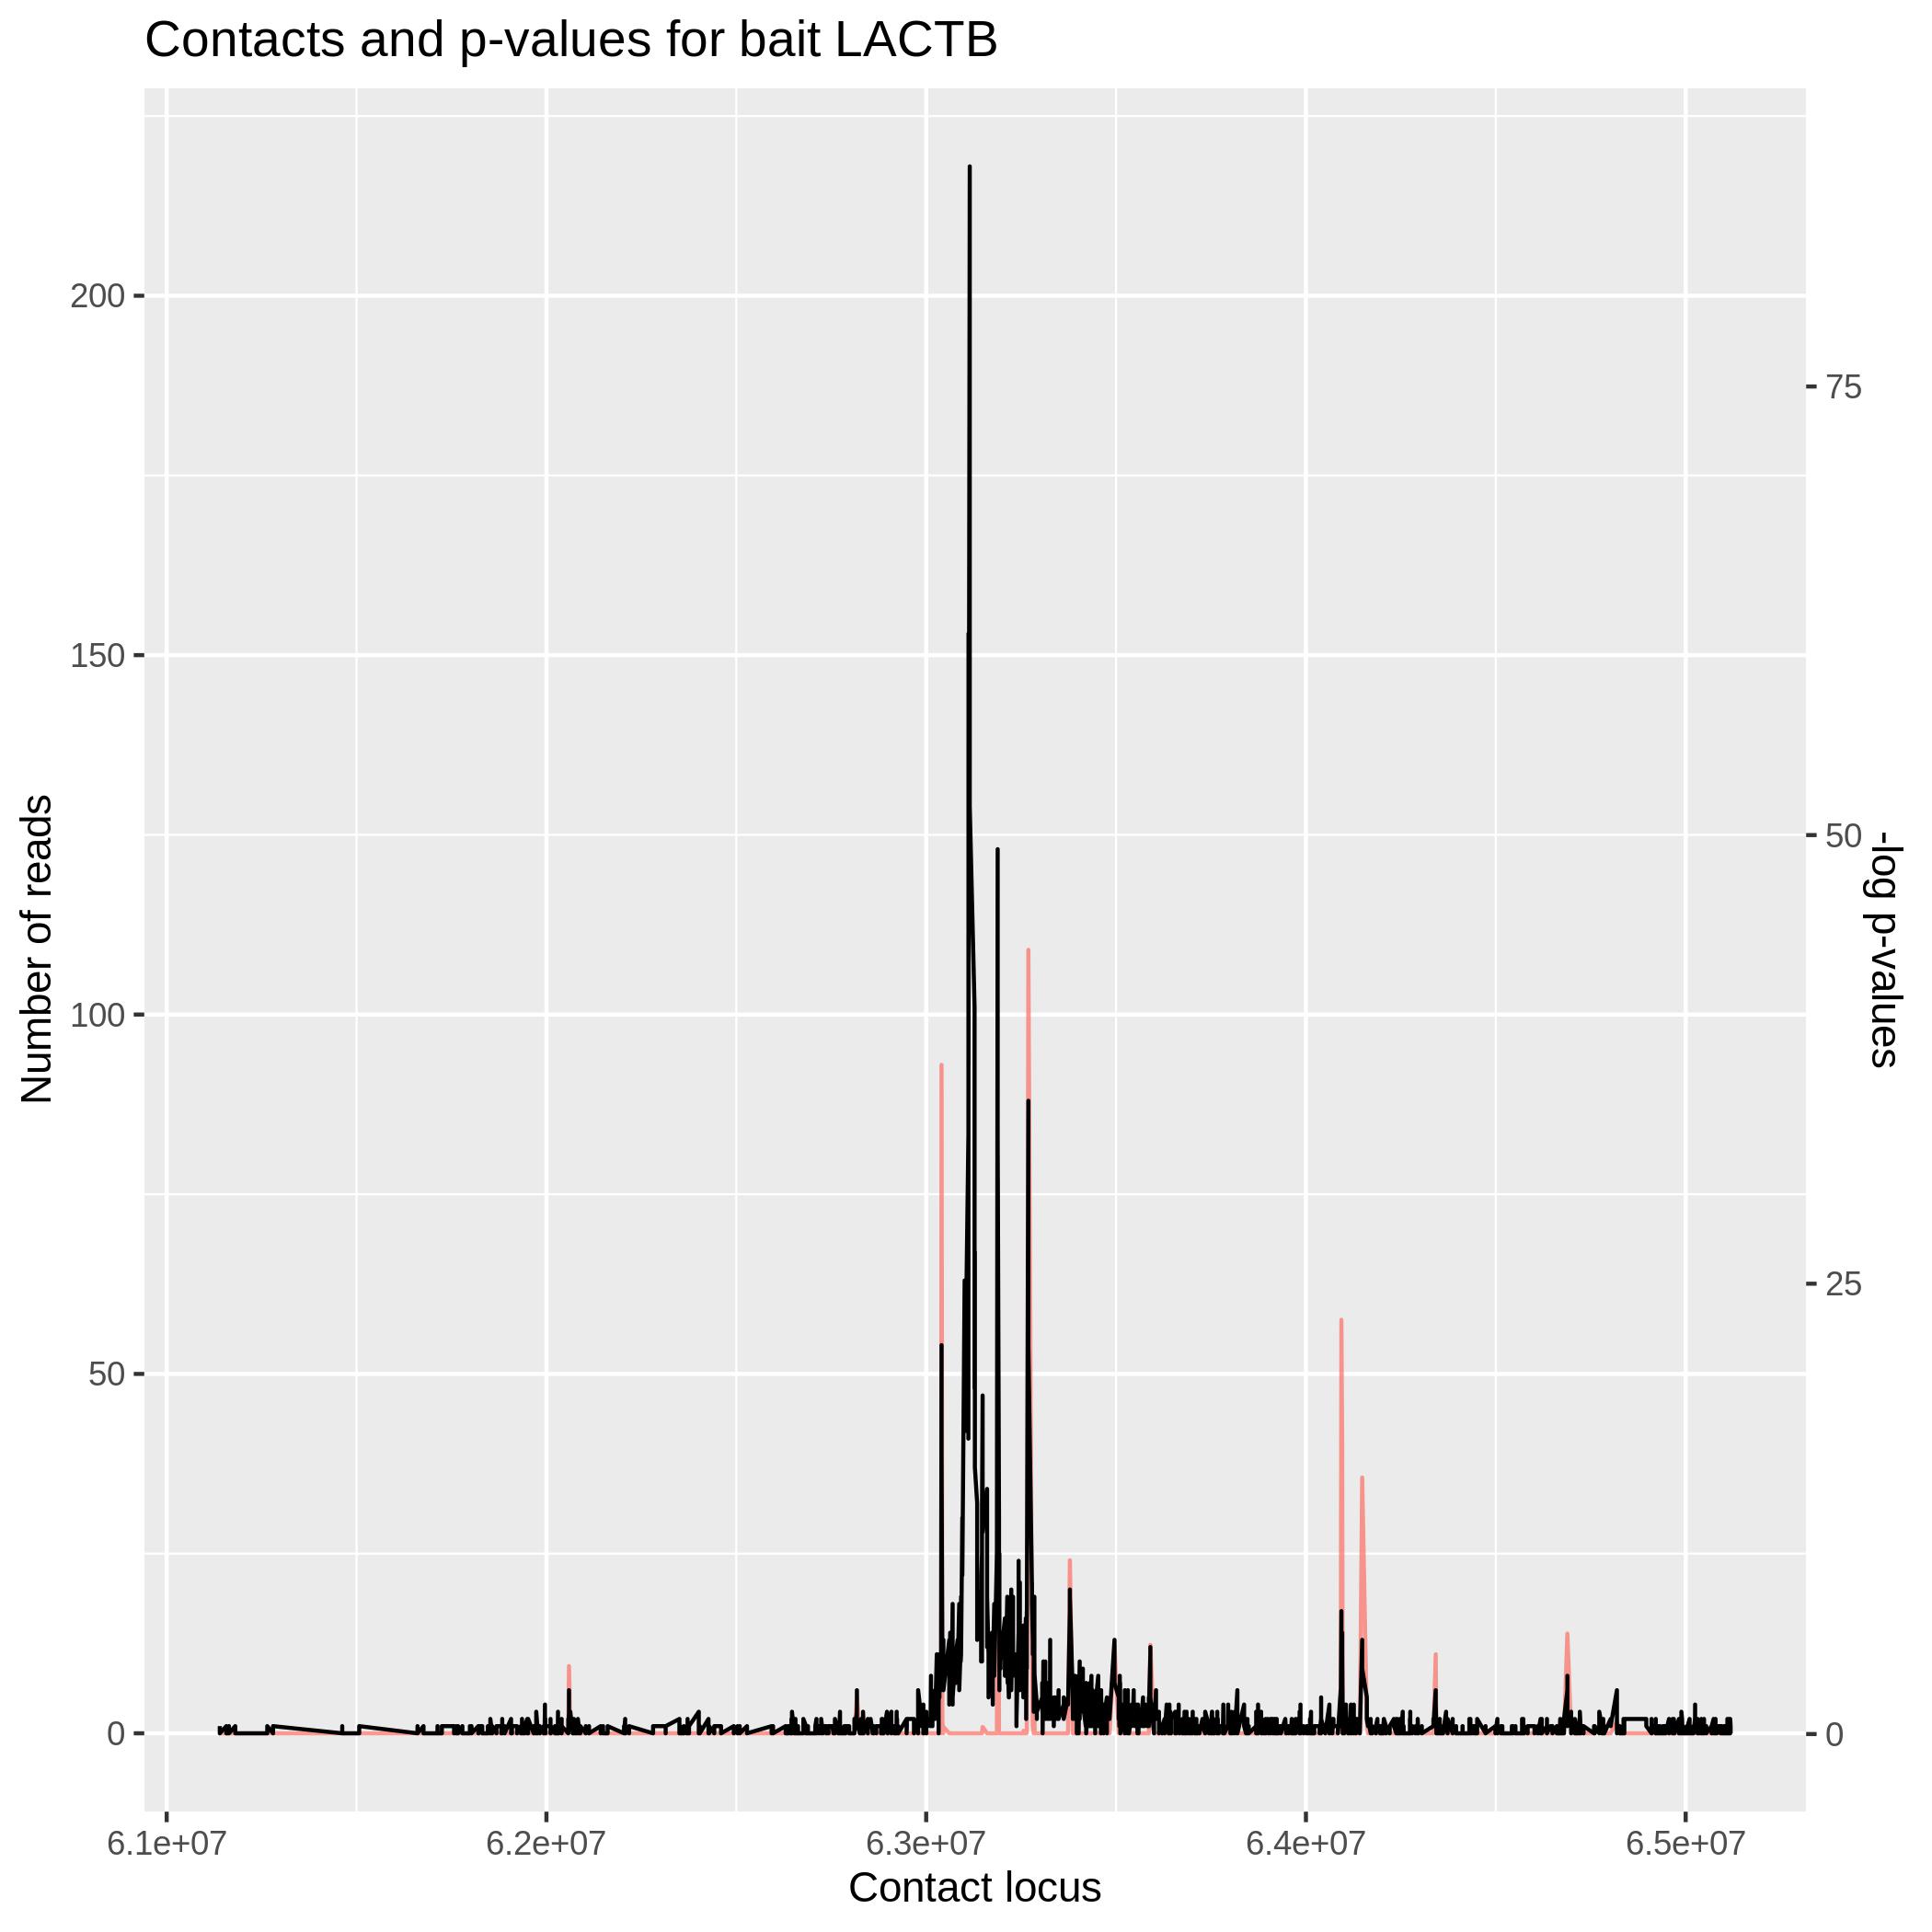 Contacts and p-values for bait LACTB
Number of reads
200
150
100
50
0
75
50
25
0
-log p-values
6.1e+07
6.2e+07
6.3e+07
6.4e+07
6.5e+07
Contact locus